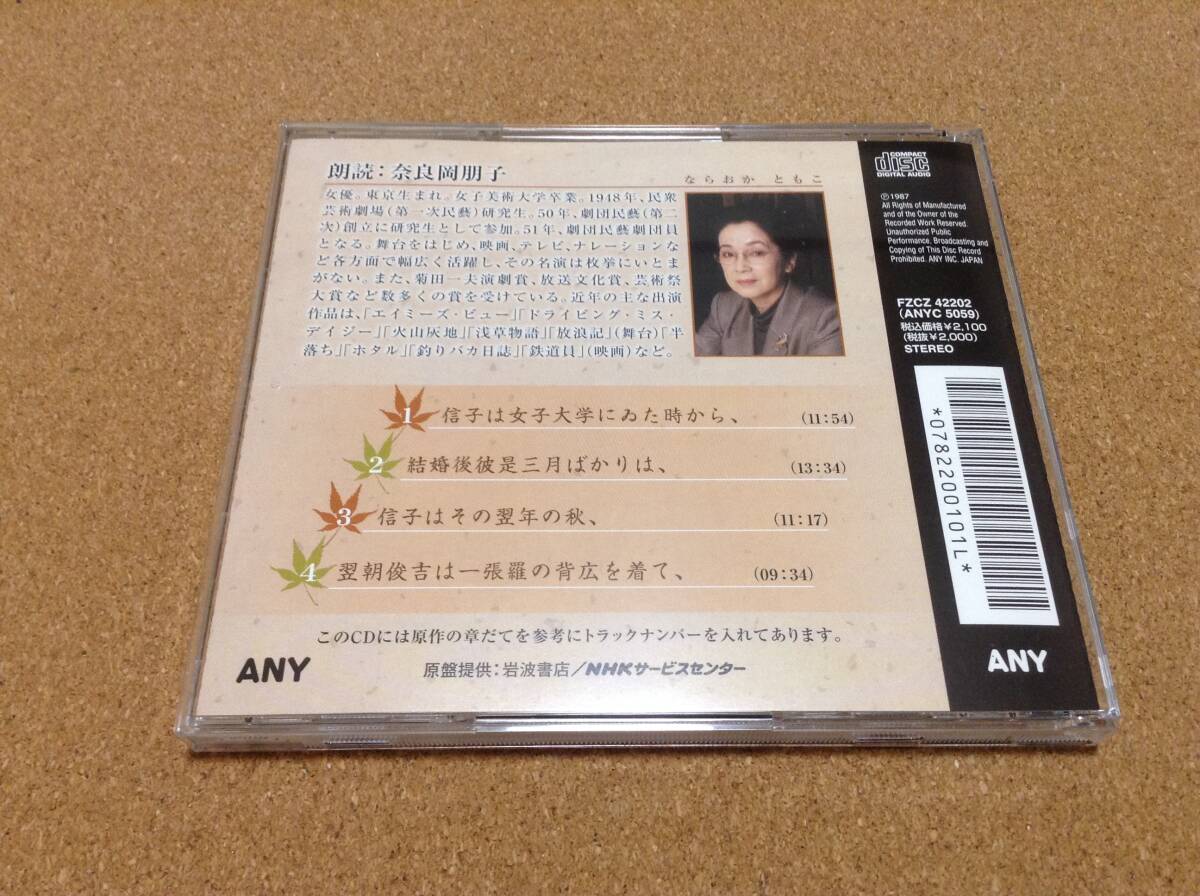 朗読：奈良岡朋子
ならおか ともこ
女優。東京生まれ。女子美術大学卒業。1948年、民衆
芸術劇場(第一次民藝)研究生。50年、劇団民藝(第二
次)創立に研究生として参加。51年、劇団民藝劇団員
となる。舞台をはじめ、映画、テレビ、ナレーションな
ど各方面で幅広く活躍し、その名演は枚挙にいとま
がない。また、菊田一夫演劇賞、放送文化賞、芸術祭
大賞など数多くの賞を受けている。近年の主な出演
作品は、「エイミーズ・ビュー」「ドライビング・ミス・
デイジー」「火山灰地」「浅草物語」「放浪記」(舞台)「半
落ち」「ホタル」「釣りバカ日誌」「鉄道員」(映画)など。
1 信子は女子大学にゐた時から、 (11:54)
2 結婚後彼是三月ばかりは、 (13:34)
3 信子はその翌年の秋、 (11:17)
4 翌朝俊吉は一張羅の背広を着て、 (09:34)
このCDには原作の章だてを参考にトラックナンバーを入れてあります。
ANY
原盤提供：岩波書店／NHKサービスセンター
COMPACT
disc
DIGITAL AUDIO
Ⓟ1987
All Rights of Manufactured
and of the Owner of the
Recorded Work Reserved.
Unauthorized Public
Performance, Broadcasting and
Copying of This Disc Record
Prohibited. ANY INC. JAPAN
FZCZ 42202
(ANYC 5059)
税込価格¥2,100
(税抜¥2,000)
STEREO
*0782200101L*
ANY